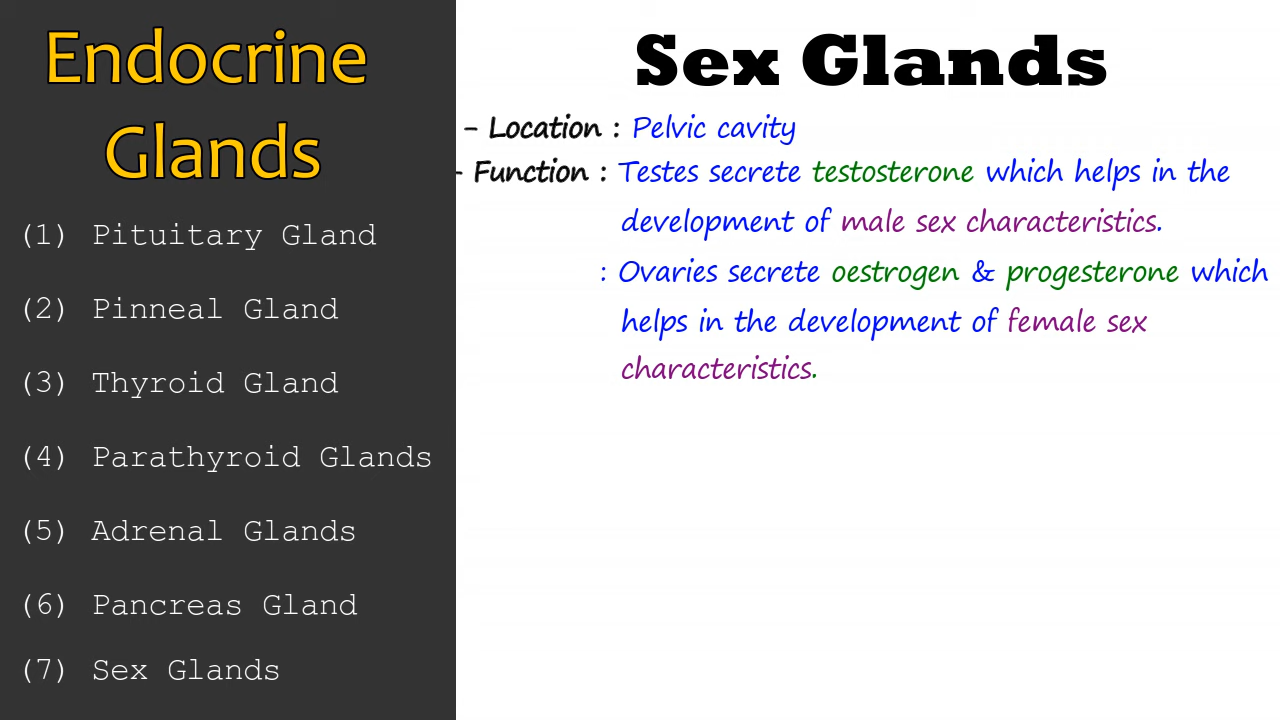 Endocrine
Glands
(1) Pituitary Gland
(2) Pinneal Gland
(3) Thyroid Gland
(4) Parathyroid Glands
(5) Adrenal Glands
(6) Pancreas Gland
(7) Sex Glands
Sex Glands
- Location : Pelvic cavity
- Function : Testes secrete testosterone which helps in the
development of male sex characteristics.
: Ovaries secrete oestrogen & progesterone which
helps in the development of female sex
characteristics.